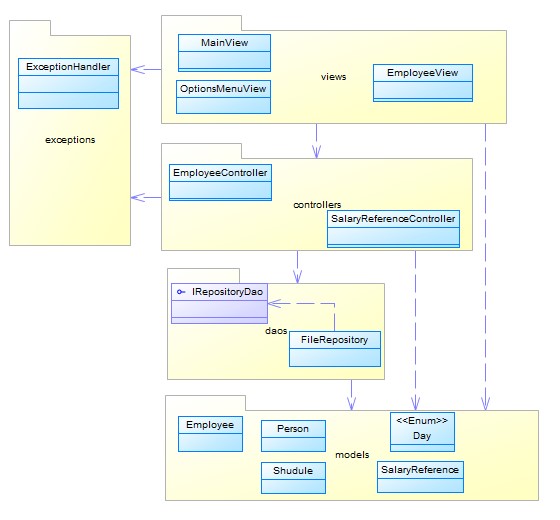 ExceptionHandler
exceptions
MainView
OptionsMenuView
views
EmployeeView
EmployeeController
controllers
SalaryReferenceController
IRepositoryDao
daos
FileRepository
Employee
Person
<<Enum>>
Day
models
Shudule
SalaryReference